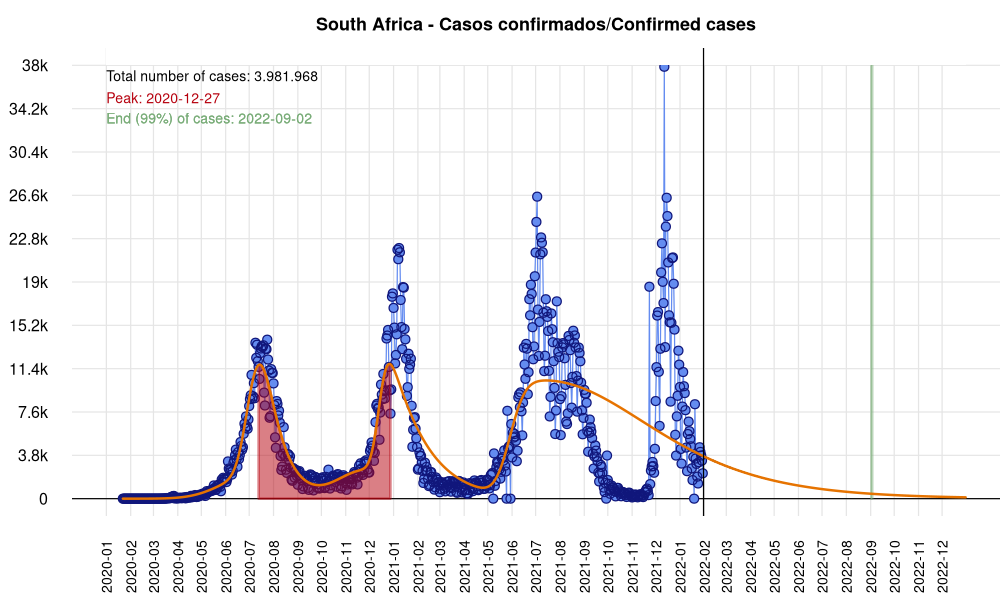 South Africa - Casos confirmados/Confirmed cases
Total number of cases: 3.981.968
Peak: 2020-12-27
End (99%) of cases: 2022-09-02
38k
34.2k
30.4k
26.6k
22.8k
19k
15.2k
11.4k
7.6k
3.8k
0
2020-01
2020-02
2020-03
2020-04
2020-05
2020-06
2020-07
2020-08
2020-09
2020-10
2020-11
2020-12
2021-01
2021-02
2021-03
2021-04
2021-05
2021-06
2021-07
2021-08
2021-09
2021-10
2021-11
2021-12
2022-01
2022-02
2022-03
2022-04
2022-05
2022-06
2022-07
2022-08
2022-09
2022-10
2022-11
2022-12